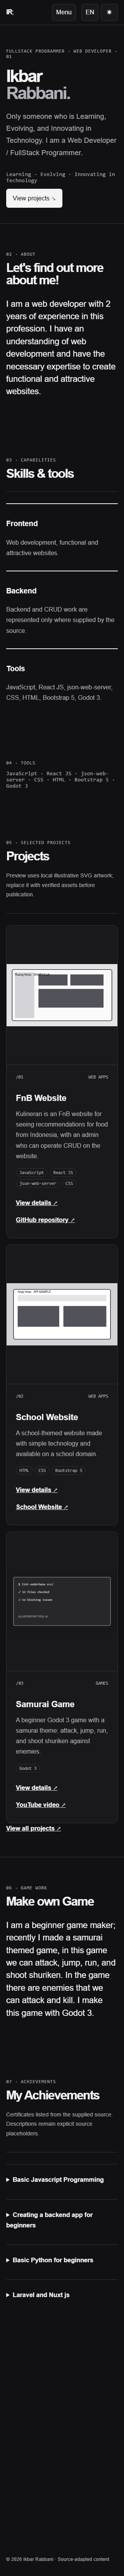 IR.
Menu
EN
FULLSTACK PROGRAMMER · WEB DEVELOPER ·
01
Ikbar
Rabbani.
Only someone who is Learning,
Evolving, and Innovating in
Technology. I am a Web Developer
/ FullStack Programmer.
Learning · Evolving · Innovating in
Technology
View projects ↘
02 · ABOUT
Let's find out more
about me!
I am a web developer with 2
years of experience in this
profession. I have an
understanding of web
development and have the
necessary expertise to create
functional and attractive
websites.
03 · CAPABILITIES
Skills & tools
Frontend
Web development, functional and
attractive websites.
Backend
Backend and CRUD work are
represented only where supplied by the
source.
Tools
JavaScript, React JS, json-web-server,
CSS, HTML, Bootstrap 5, Godot 3.
04 · TOOLS
JavaScript · React JS · json-web-
server · CSS · HTML · Bootstrap 5 ·
Godot 3
05 · SELECTED PROJECTS
Projects
Preview uses local illustrative SVG artwork;
replace it with verified assets before
publication.
/01
WEB APPS
FnB Website
Kulineran is an FnB website for
seeing recommendations for food
from Indonesia, with an admin
who can operate CRUD on the
website.
JavaScript
React JS
json-web-server
CSS
View details ↗
GitHub repository ↗
/02
WEB APPS
School Website
A school-themed website made
with simple technology and
available on a school domain.
HTML
CSS
Bootstrap 5
View details ↗
School Website ↗
/03
GAMES
Samurai Game
A beginner Godot 3 game with a
samurai theme: attack, jump, run,
and shoot shuriken against
enemies.
Godot 3
View details ↗
YouTube video ↗
View all projects ↗
06 · GAME WORK
Make own Game
I am a beginner game maker;
recently I made a samurai
themed game, in this game
we can attack, jump, run, and
shoot shuriken. In the game
there are enemies that we
can attack and kill. I make
this game with Godot 3.
07 · ACHIEVEMENTS
My Achievements
Certificates listed from the supplied source.
Descriptions remain explicit source
placeholders.
Basic Javascript Programming
Creating a backend app for
beginners
Basic Python for beginners
Laravel and Nuxt js
© 2026 Ikbar Rabbani · Source-adapted content